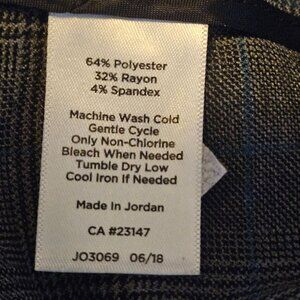 64% Polyester
32% Rayon
4% Spandex
Machine Wash Cold
Gentle Cycle
Only Non-Chlorine
Bleach When Needed
Tumble Dry Low
Cool Iron If Needed
Made In Jordan
CA #23147
JO3069 06/18